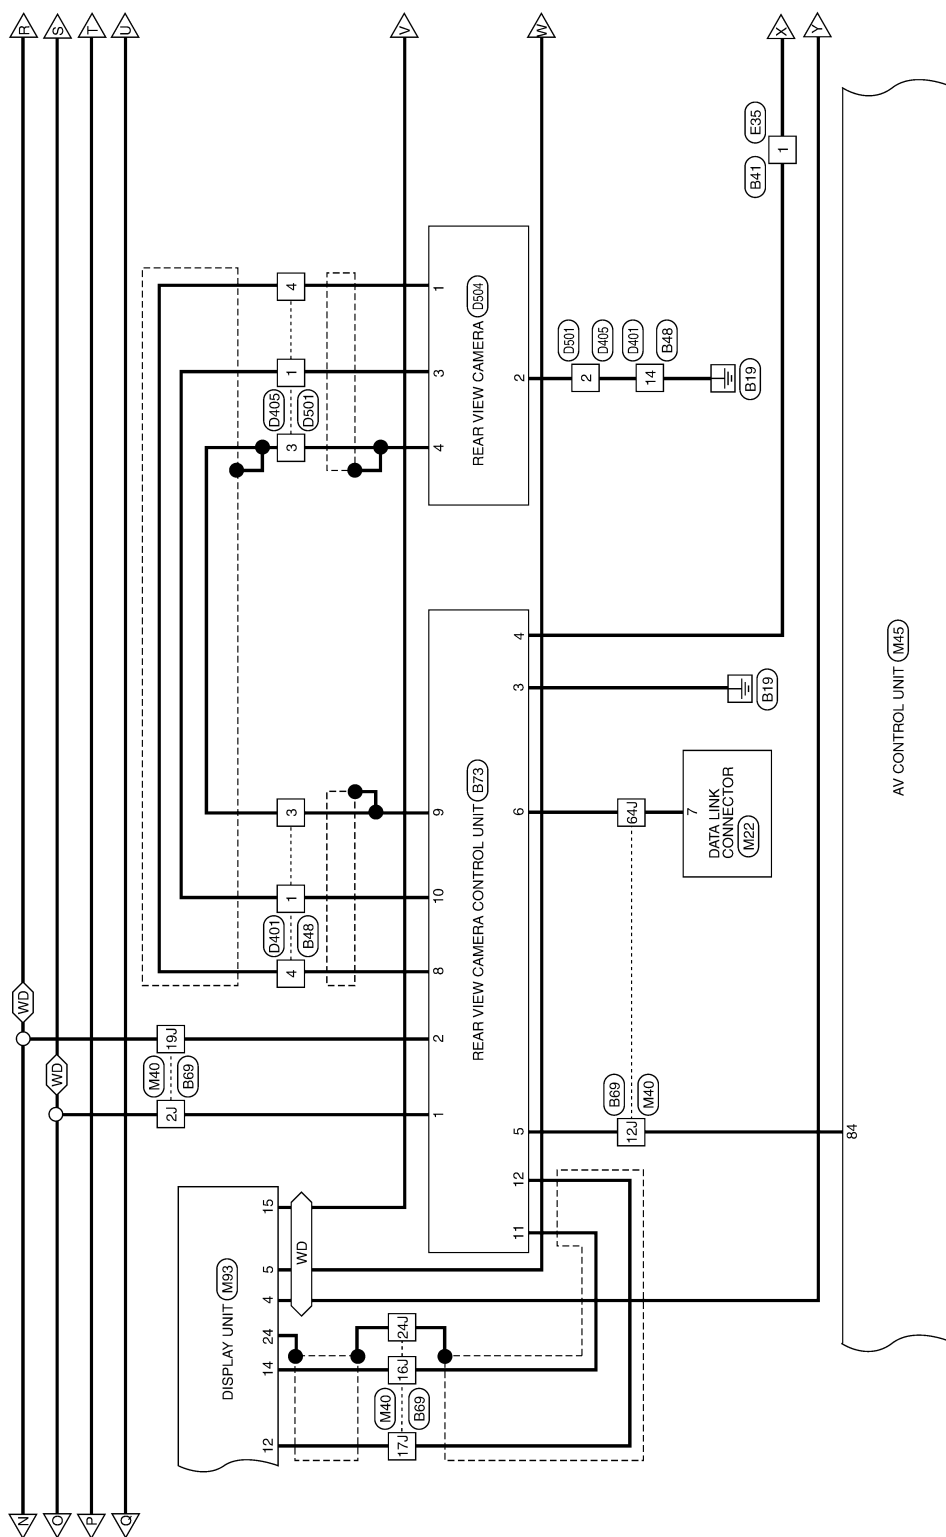 N
O
P
Q
R
S
T
U
V
W
X
Y
WD
WD
DISPLAY UNIT
M93
12
14
24
4
5
15
WD
M40
B69
17J
16J
24J
M40
B69
2J
19J
D401
B48
4
1
3
D405
D501
3
1
4
REAR VIEW CAMERA CONTROL UNIT
B73
1
2
8
10
9
11
12
5
6
3
4
REAR VIEW CAMERA
D504
4
3
1
2
D501
D405
D401
B48
2
14
B19
B69
M40
12J
64J
7
DATA LINK
CONNECTOR
M22
B19
B41
E35
1
84
AV CONTROL UNIT
M45